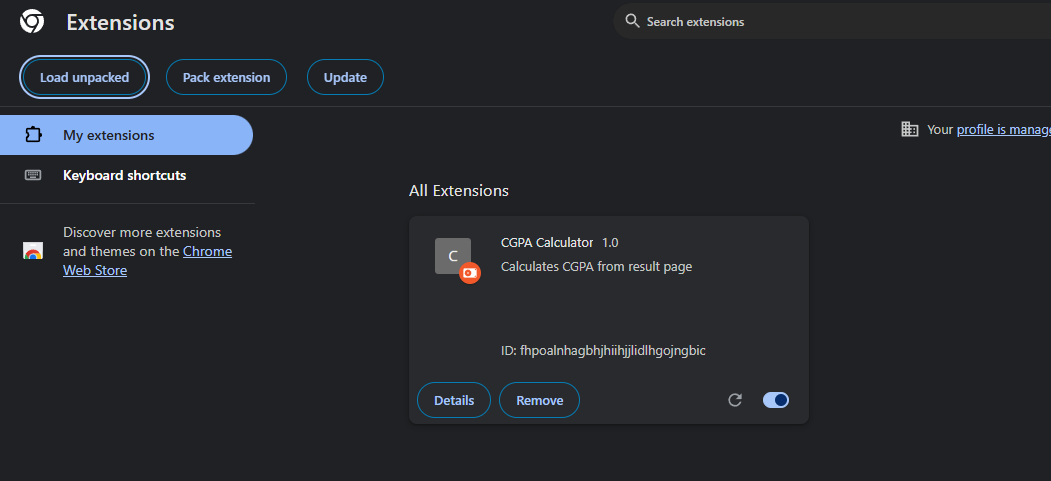 Extensions
Search extensions
Load unpacked
Pack extension
Update
My extensions
Keyboard shortcuts
Discover more extensions
and themes on the Chrome
Web Store
Your profile is manage
All Extensions
C
CGPA Calculator 1.0
Calculates CGPA from result page
ID: fhpoalnhagbhjhiihjjlidlhgojngbic
Details
Remove